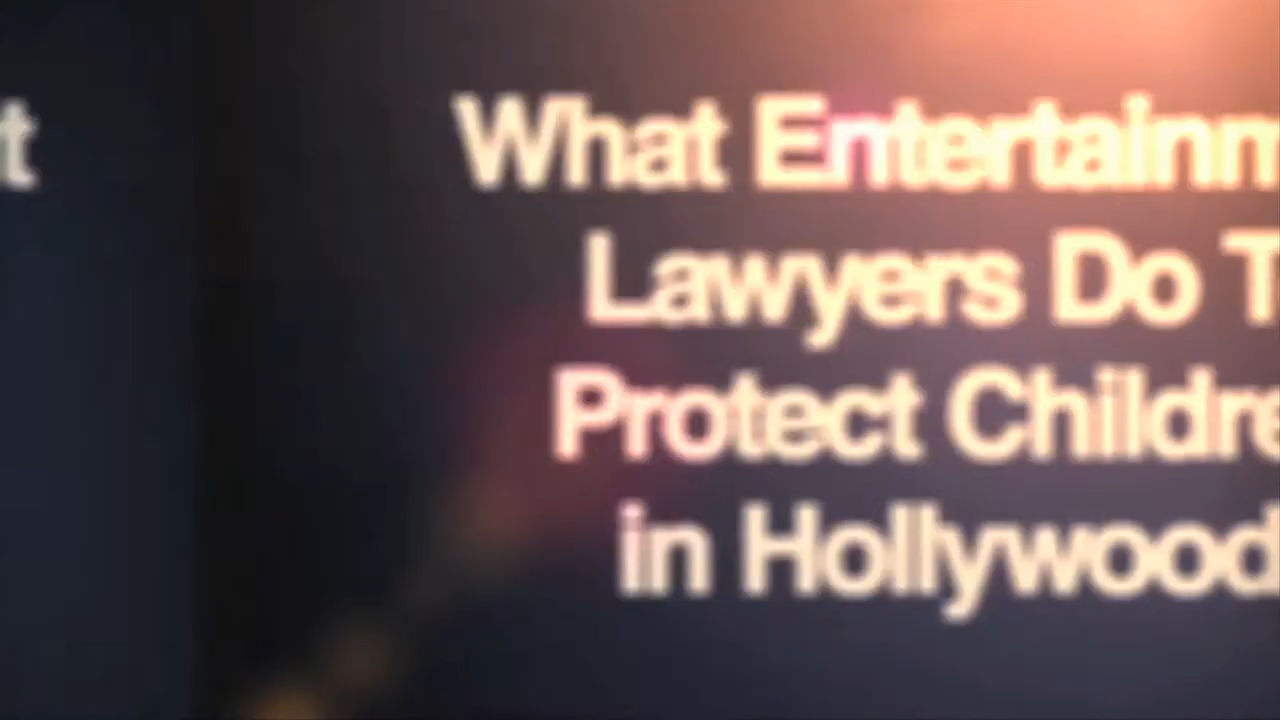 t
What Entertainm
Lawyers Do T
Protect Childre
in Hollywood